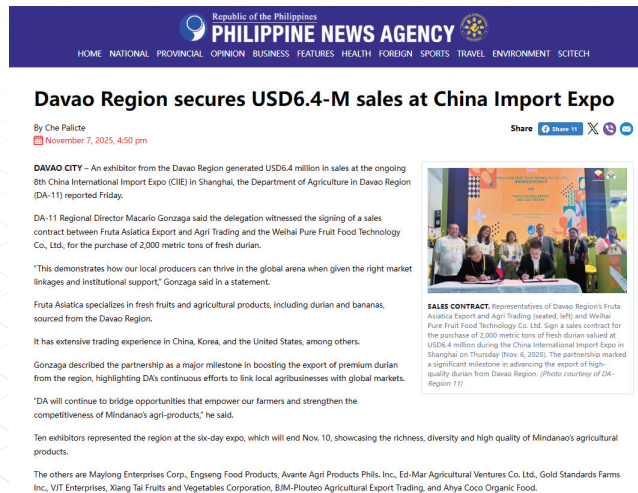 Republic of the Philippines
PHILIPPINE NEWS AGENCY
HOME NATIONAL PROVINCIAL OPINION BUSINESS FEATURES HEALTH FOREIGN SPORTS TRAVEL ENVIRONMENT SCITECH
Davao Region secures USD6.4-M sales at China Import Expo
By Che Palicte
November 7, 2025, 4:50 pm
Share
Share 11
DAVAO CITY – An exhibitor from the Davao Region generated USD6.4 million in sales at the ongoing
8th China International Import Expo (CIIE) in Shanghai, the Department of Agriculture in Davao Region
(DA-11) reported Friday.
DA-11 Regional Director Macario Gonzaga said the delegation witnessed the signing of a sales
contract between Fruta Asiatica Export and Agri Trading and the Weihai Pure Fruit Food Technology
Co., Ltd., for the purchase of 2,000 metric tons of fresh durian.
"This demonstrates how our local producers can thrive in the global arena when given the right market
linkages and institutional support," Gonzaga said in a statement.
Fruta Asiatica specializes in fresh fruits and agricultural products, including durian and bananas,
sourced from the Davao Region.
It has extensive trading experience in China, Korea, and the United States, among others.
Gonzaga described the partnership as a major milestone in boosting the export of premium durian
from the region, highlighting DA's continuous efforts to link local agribusinesses with global markets.
"DA will continue to bridge opportunities that empower our farmers and strengthen the
competitiveness of Mindanao's agri-products," he said.
SALES CONTRACT. Representatives of Davao Region's Fruta
Asiatica Export and Agri Trading (seated, left) and Weihai
Pure Fruit Food Technology Co. Ltd. Sign a sales contract for
the purchase of 2,000 metric tons of fresh durian valued at
USD6.4 million during the China International Import Expo in
Shanghai on Thursday (Nov. 6, 2025). The partnership marked
a significant milestone in advancing the export of high-
quality durian from Davao Region. (Photo courtesy of DA-
Region 11)
Ten exhibitors represented the region at the six-day expo, which will end Nov. 10, showcasing the richness, diversity and high quality of Mindanao's agricultural
products.
The others are Maylong Enterprises Corp., Engseng Food Products, Avante Agri Products Phils. Inc., Ed-Mar Agricultural Ventures Co. Ltd., Gold Standards Farms
Inc., VJT Enterprises, Xiang Tai Fruits and Vegetables Corporation, BJM-Plouteo Agricultural Export Trading, and Ahya Coco Organic Food.